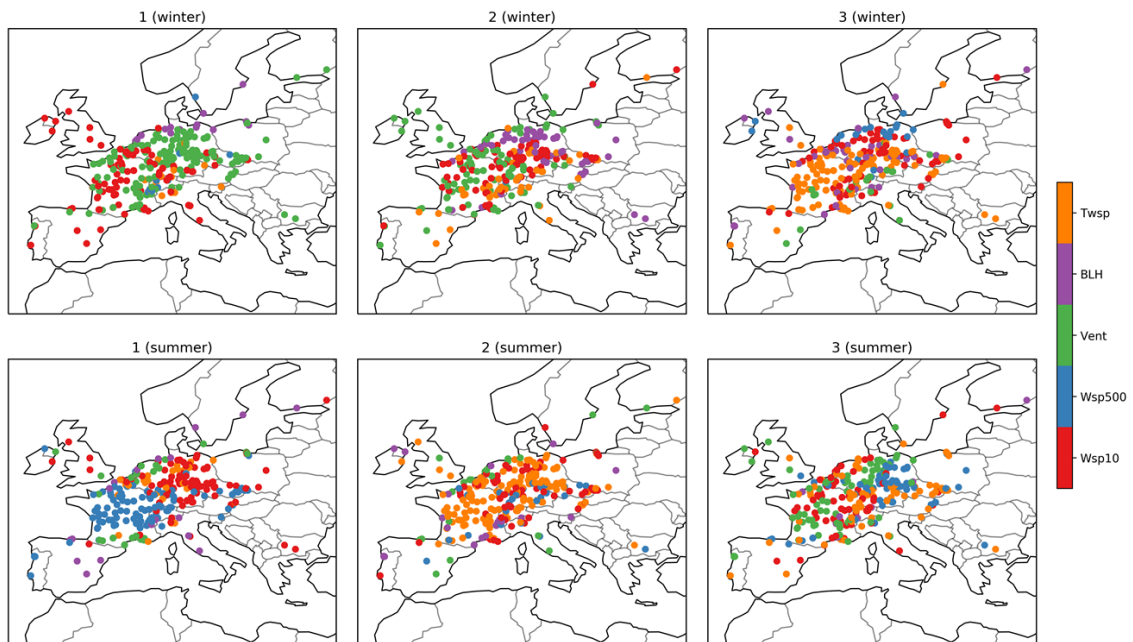 1 (winter)
2 (winter)
3 (winter)
1 (summer)
2 (summer)
3 (summer)
Twsp
BLH
Vent
Wsp500
Wsp10